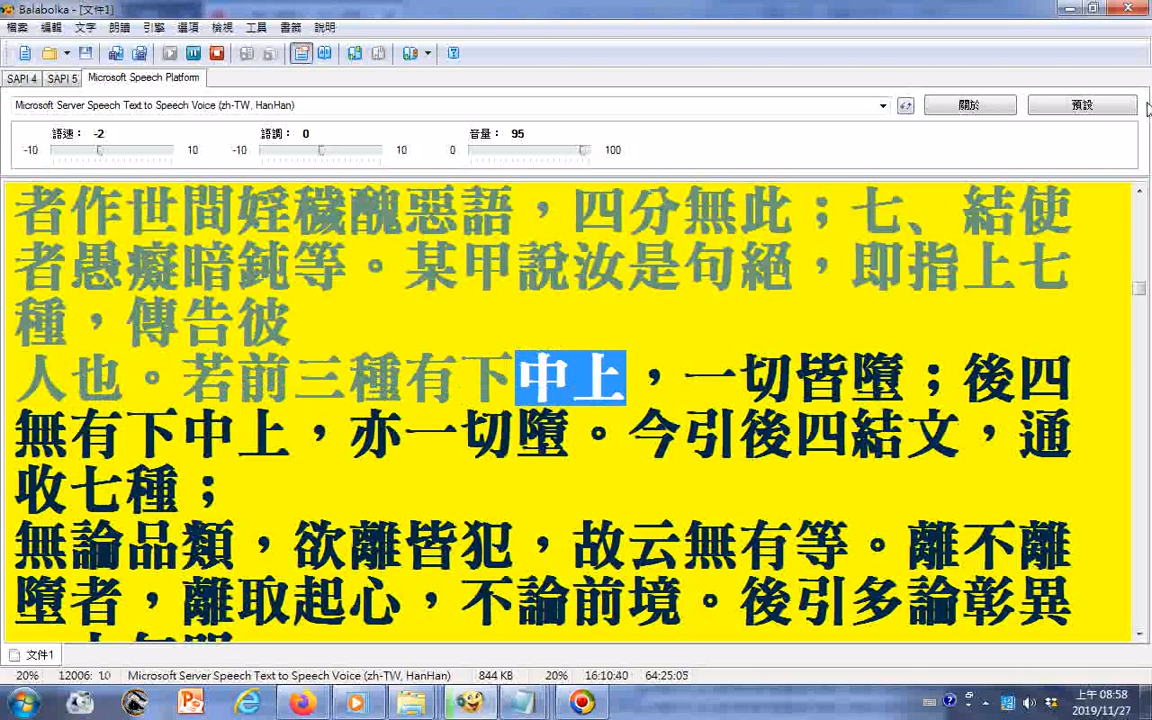 Balabolka - [文件1]
檔案 編輯 文字 朗讀 引擎 選項 檢視 工具 書籤 說明
SAPI 4 SAPI 5 Microsoft Speech Platform
Microsoft Server Speech Text to Speech Voice (zh-TW, HanHan) 關於 預設
語速： -2 語調： 0 音量： 95
-10 10 -10 10 0 100
者作世間婬穢醜惡語，四分無此；七、結使
者愚癡暗鈍等。某甲說汝是句絕，即指上七
種，傳告彼
人也。若前三種有下中上，一切皆墮；後四
無有下中上，亦一切墮。今引後四結文，通
收七種；
無論品類，欲離皆犯，故云無有等。離不離
墮者，離取起心，不論前境。後引多論彰異
文件1
20% 12006: 10 Microsoft Server Speech Text to Speech Voice (zh-TW, HanHan) 844 KB 20% 16:10:40 64:25:05
上午 08:58
2019/11/27